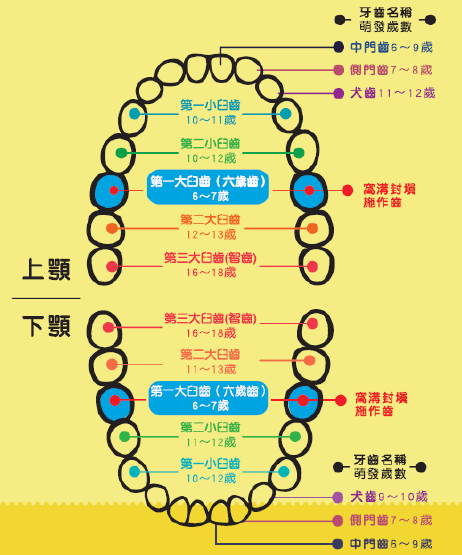 牙齒名稱
萌發歲數
中門齒6～9歲
側門齒7～8歲
犬齒11～12歲
第一小臼齒
10～11歲
第二小臼齒
10～12歲
第一大臼齒（六歲齒）
6～7歲
窩溝封填
施作齒
第二大臼齒
12～13歲
第三大臼齒(智齒)
16～18歲
上顎
下顎
第三大臼齒(智齒)
16～18歲
第二大臼齒
11～13歲
第一大臼齒（六歲齒）
6～7歲
窩溝封填
施作齒
第二小臼齒
11～12歲
第一小臼齒
10～12歲
牙齒名稱
萌發歲數
犬齒9～10歲
側門齒7～8歲
中門齒6～9歲